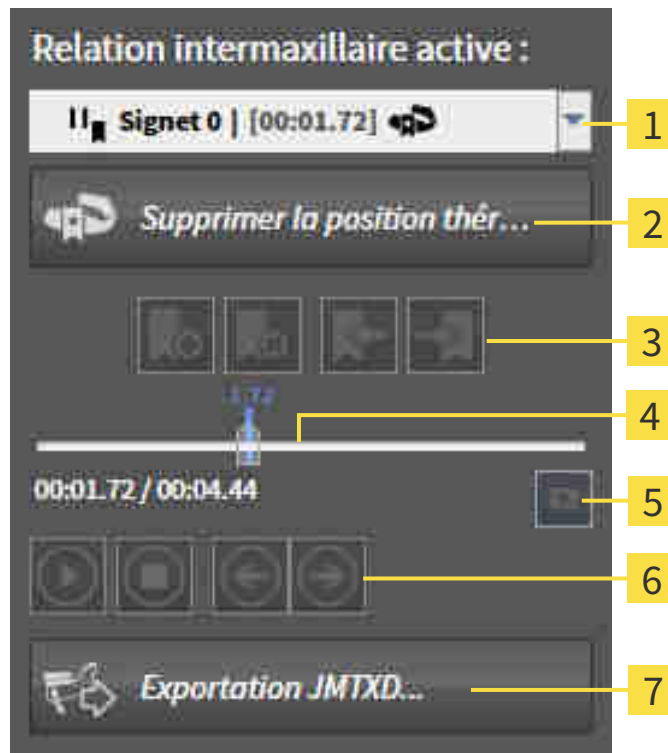 Relation intermaxillaire active :
Signet 0 | [00:01.72]
1
Supprimer la position thér...
2
3
1.72
4
00:01.72 / 00:04.44
5
6
Exportation JMTXD...
7